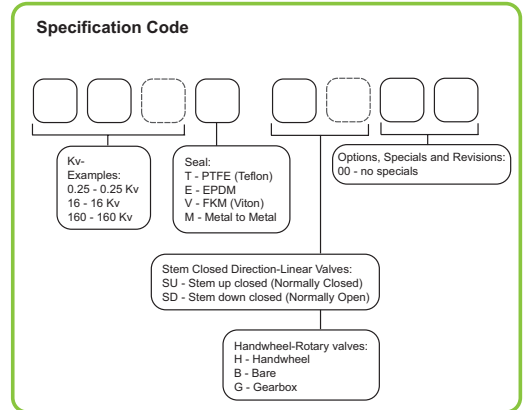 Specification Code
Kv-
Examples:
0.25 - 0.25 Kv
16 - 16 Kv
160 - 160 Kv
Seal:
T - PTFE (Teflon)
E - EPDM
V - FKM (Viton)
M - Metal to Metal
Options, Specials and Revisions:
00 - no specials
Stem Closed Direction-Linear Valves:
SU - Stem up closed (Normally Closed)
SD - Stem down closed (Normally Open)
Handwheel-Rotary valves:
H - Handwheel
B - Bare
G - Gearbox